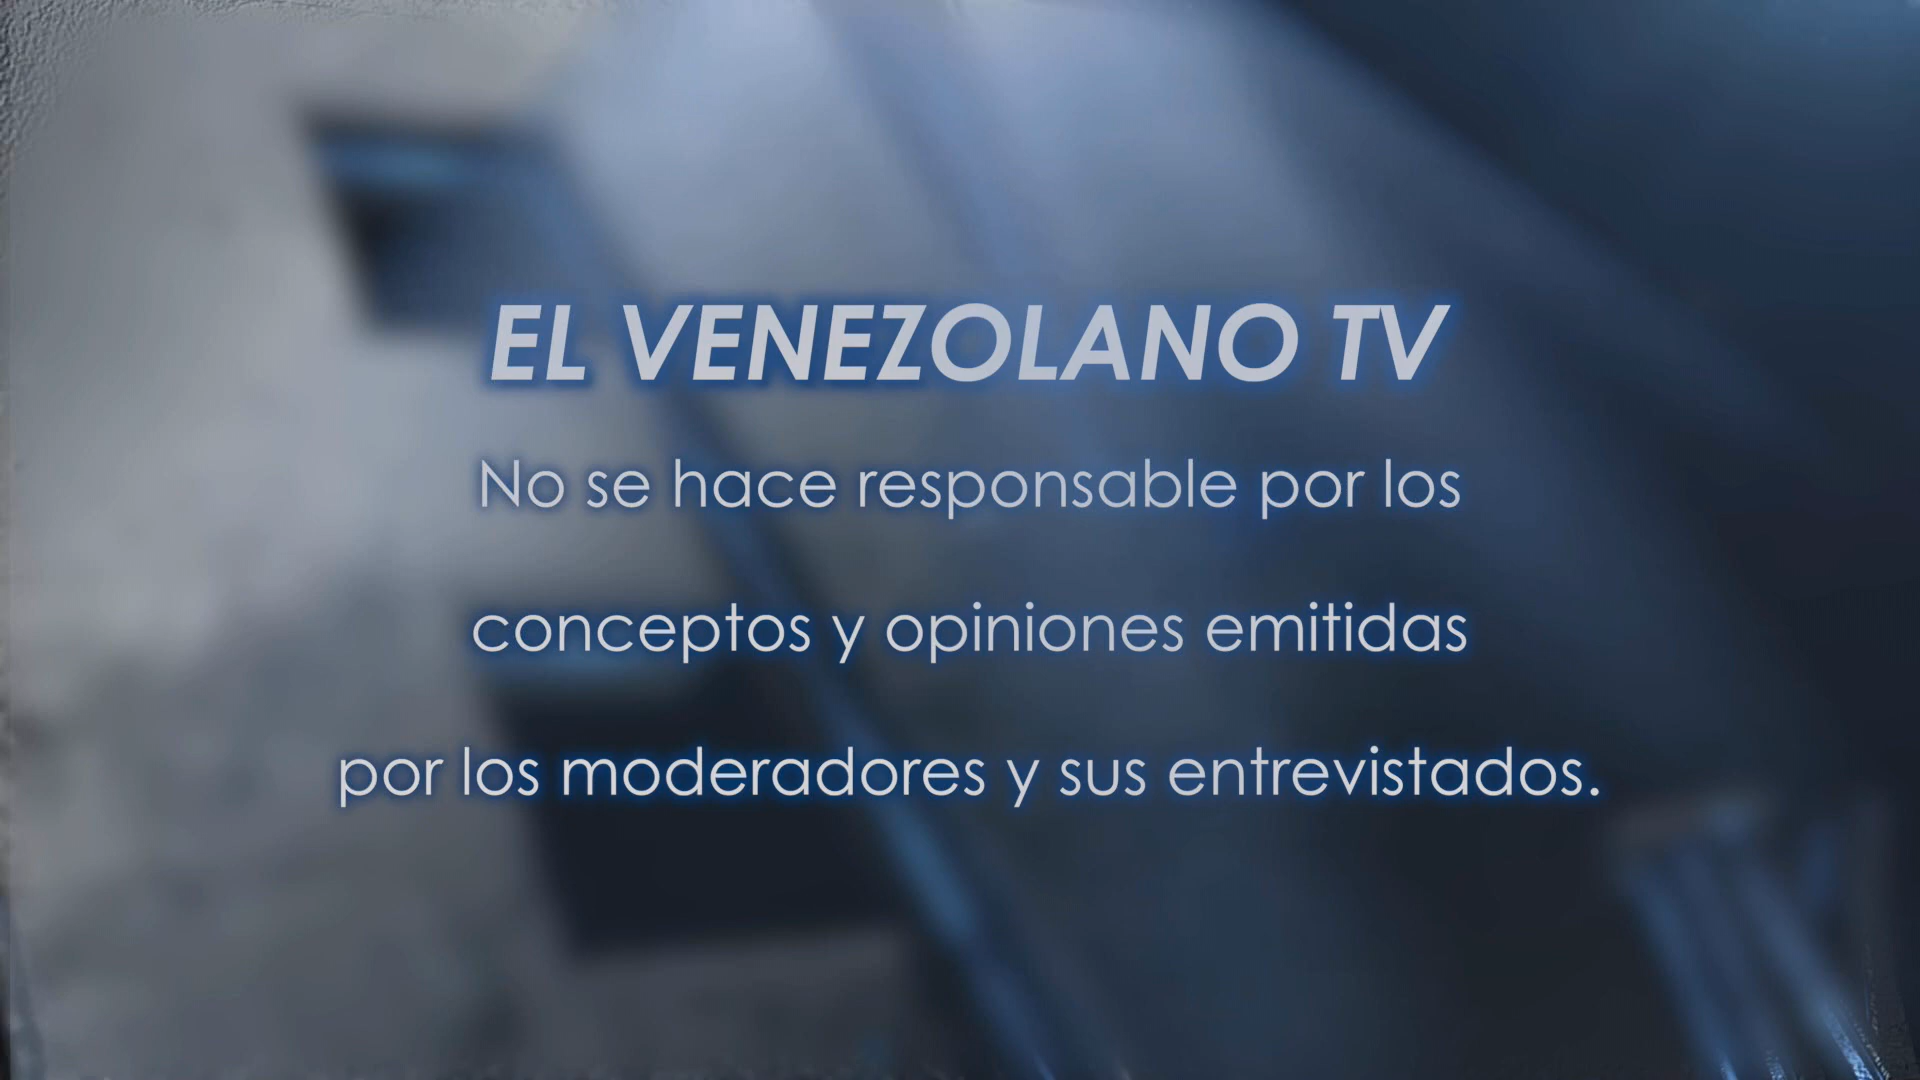 EL VENEZOLANO TV
No se hace responsable por los
conceptos y opiniones emitidas
por los moderadores y sus entrevistados.